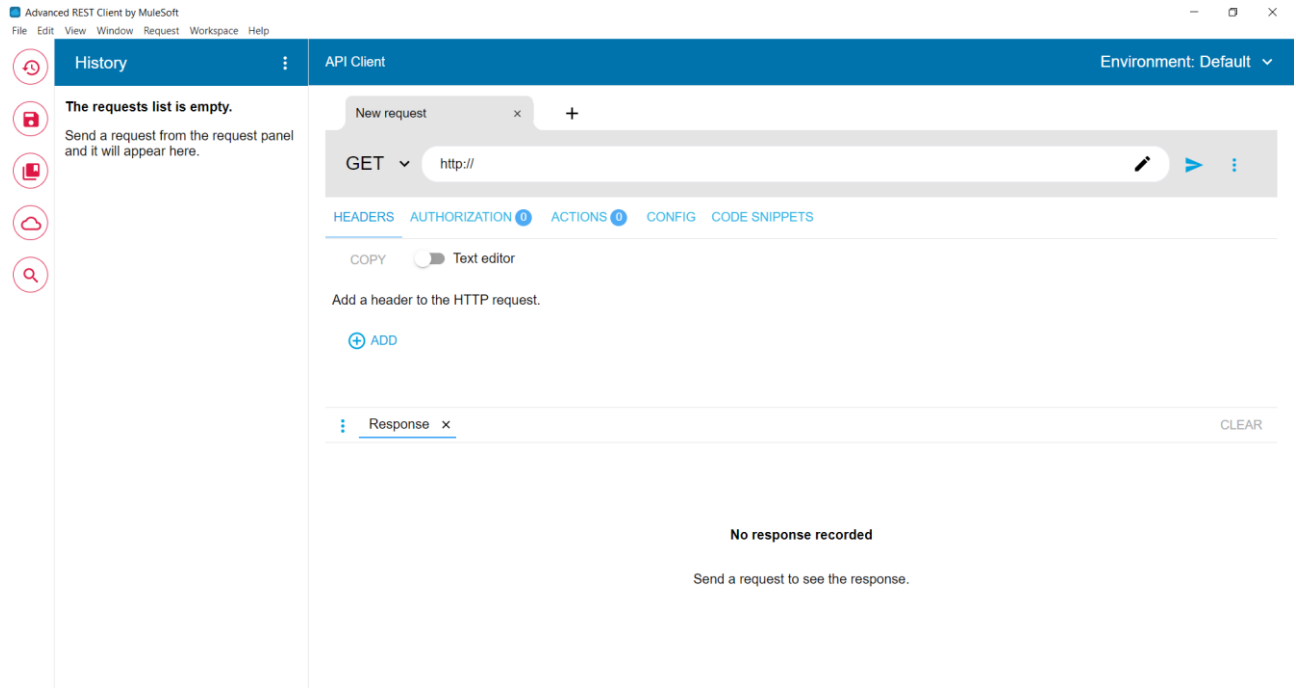 Advanced REST Client by MuleSoft
File Edit View Window Request Workspace Help
History
API Client
Environment: Default
The requests list is empty.
Send a request from the request panel
and it will appear here.
New request
GET http://
HEADERS AUTHORIZATION 0 ACTIONS 0 CONFIG CODE SNIPPETS
COPY Text editor
Add a header to the HTTP request.
ADD
Response
CLEAR
No response recorded
Send a request to see the response.